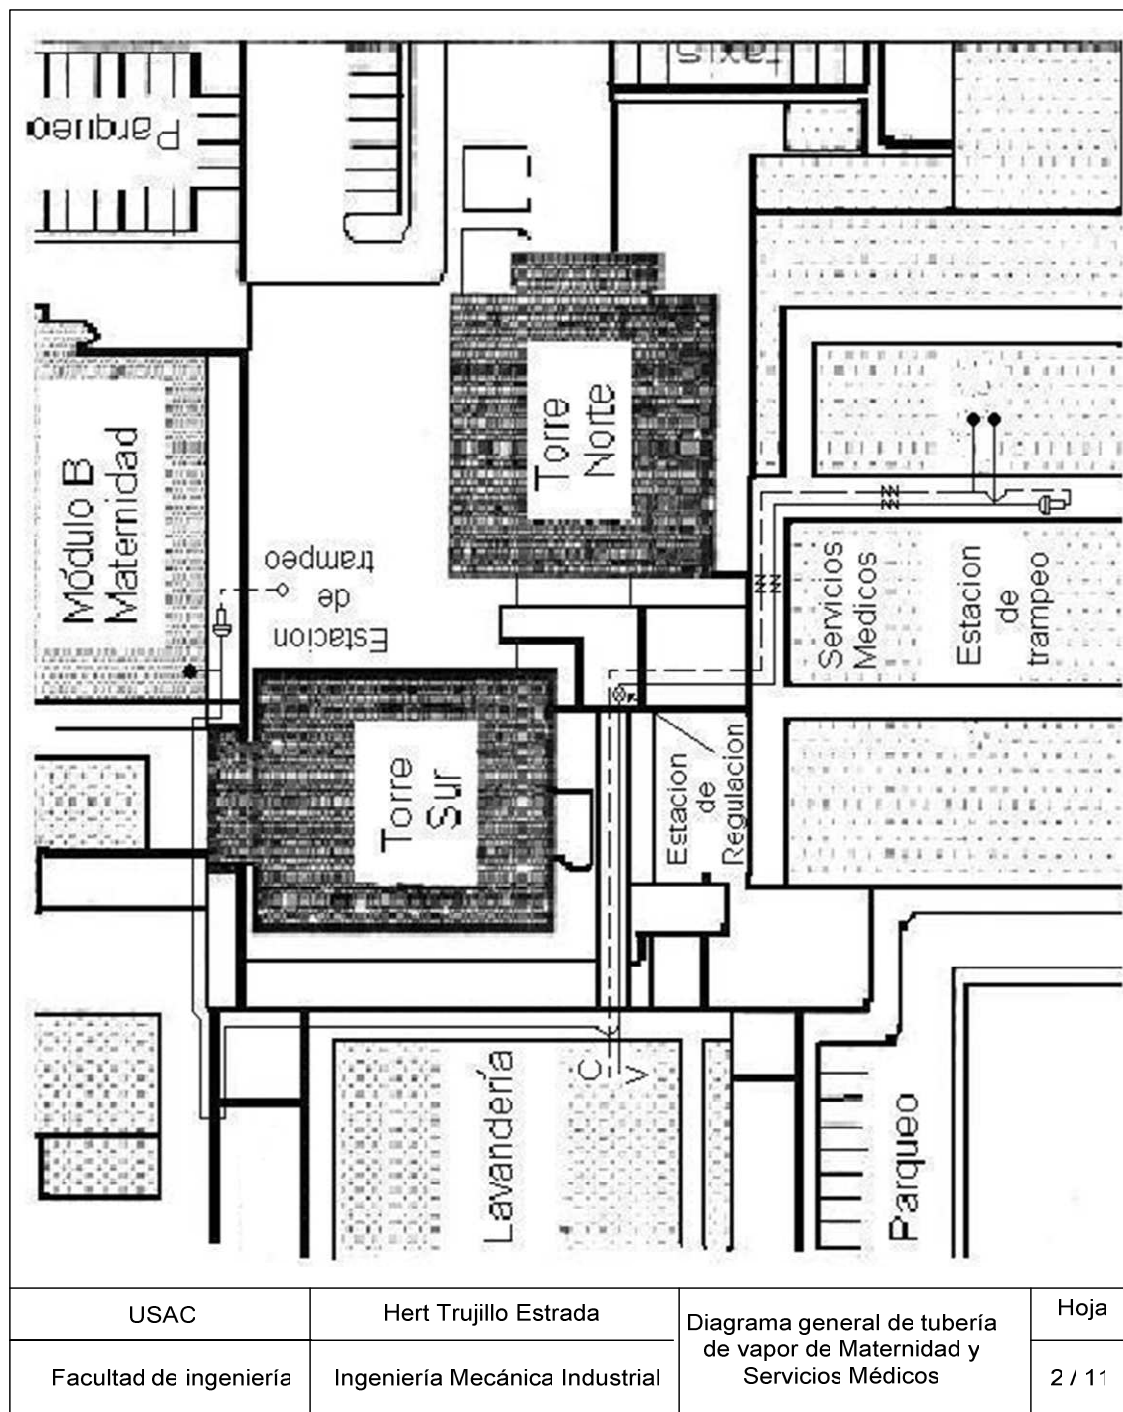 Taxis
Parqueo
Torre
Norte
Módulo B
Maternidad
Estacion
de
trampeo
Servicios
Medicos
Estacion
de
trampeo
Torre
Sur
Estacion
de
Regulacion
C
V
Lavandería
Parqueo
USAC
Hert Trujillo Estrada
Diagrama general de tubería
de vapor de Maternidad y
Servicios Médicos
Hoja
Facultad de ingeniería
Ingeniería Mecánica Industrial
2 / 11